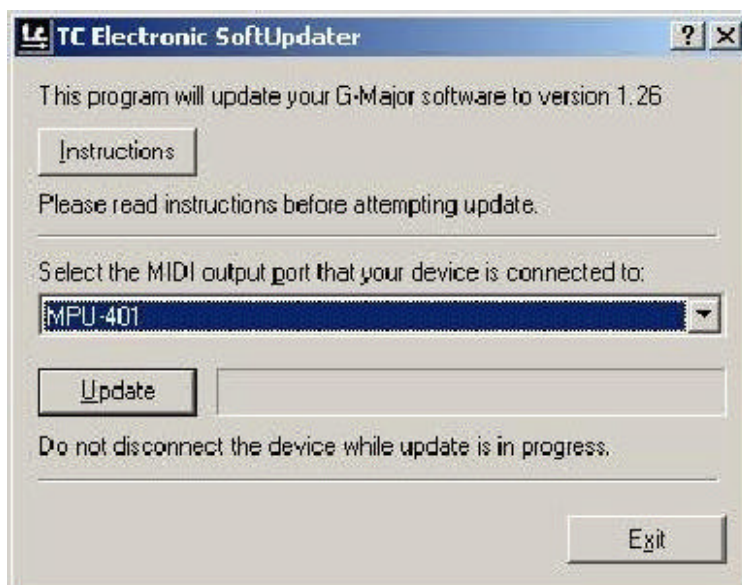 TC Electronic SoftUpdater
This program will update your G-Major software to version 1.26
Instructions
Please read instructions before attempting update.
Select the MIDI output port that your device is connected to:
MPU-401
Update
Do not disconnect the device while update is in progress.
Exit